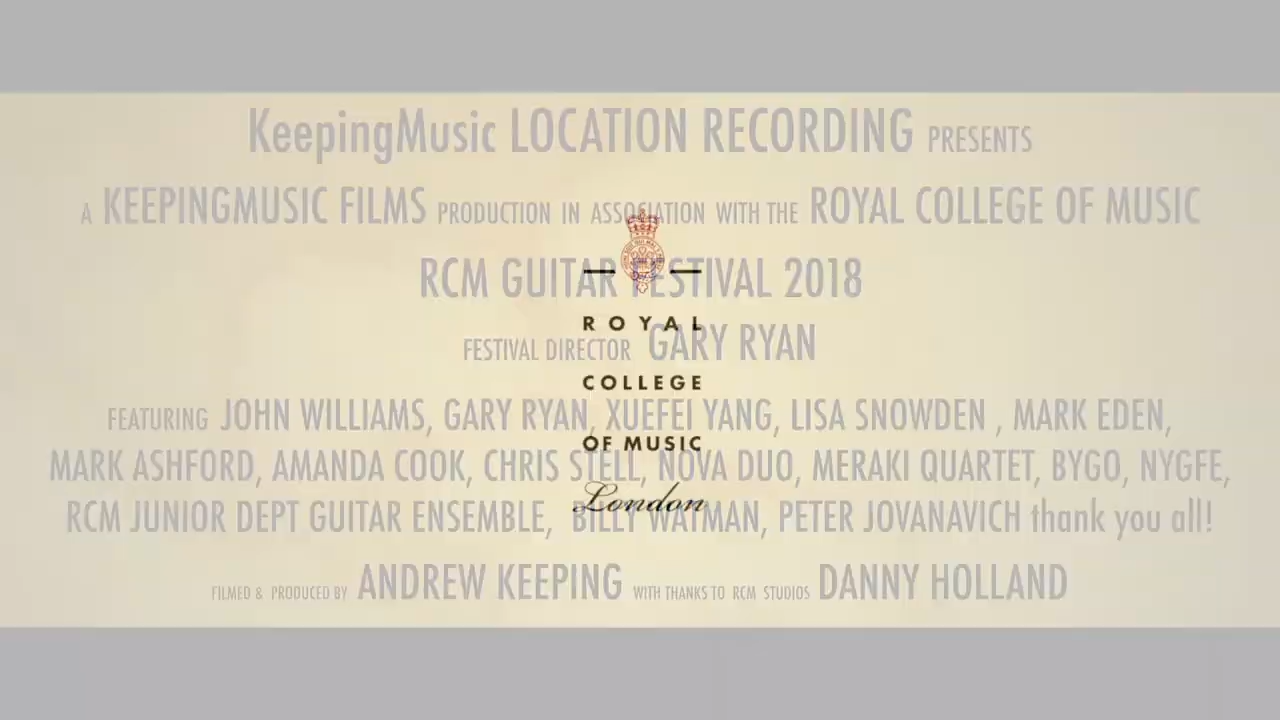 KeepingMusic LOCATION RECORDING PRESENTS
A KEEPINGMUSIC FILMS PRODUCTION IN ASSOCIATION WITH THE ROYAL COLLEGE OF MUSIC
RCM GUITAR FESTIVAL 2018
ROYAL
FESTIVAL DIRECTOR GARY RYAN
COLLEGE
FEATURING JOHN WILLIAMS, GARY RYAN, XUEFEI YANG, LISA SNOWDEN , MARK EDEN,
OF MUSIC
MARK ASHFORD, AMANDA COOK, CHRIS STELL, NOVA DUO, MERAKI QUARTET, BYGO, NYGFE,
London
RCM JUNIOR DEPT GUITAR ENSEMBLE, BILLY WATMAN, PETER JOVANAVICH thank you all!
FILMED & PRODUCED BY ANDREW KEEPING WITH THANKS TO RCM STUDIOS DANNY HOLLAND